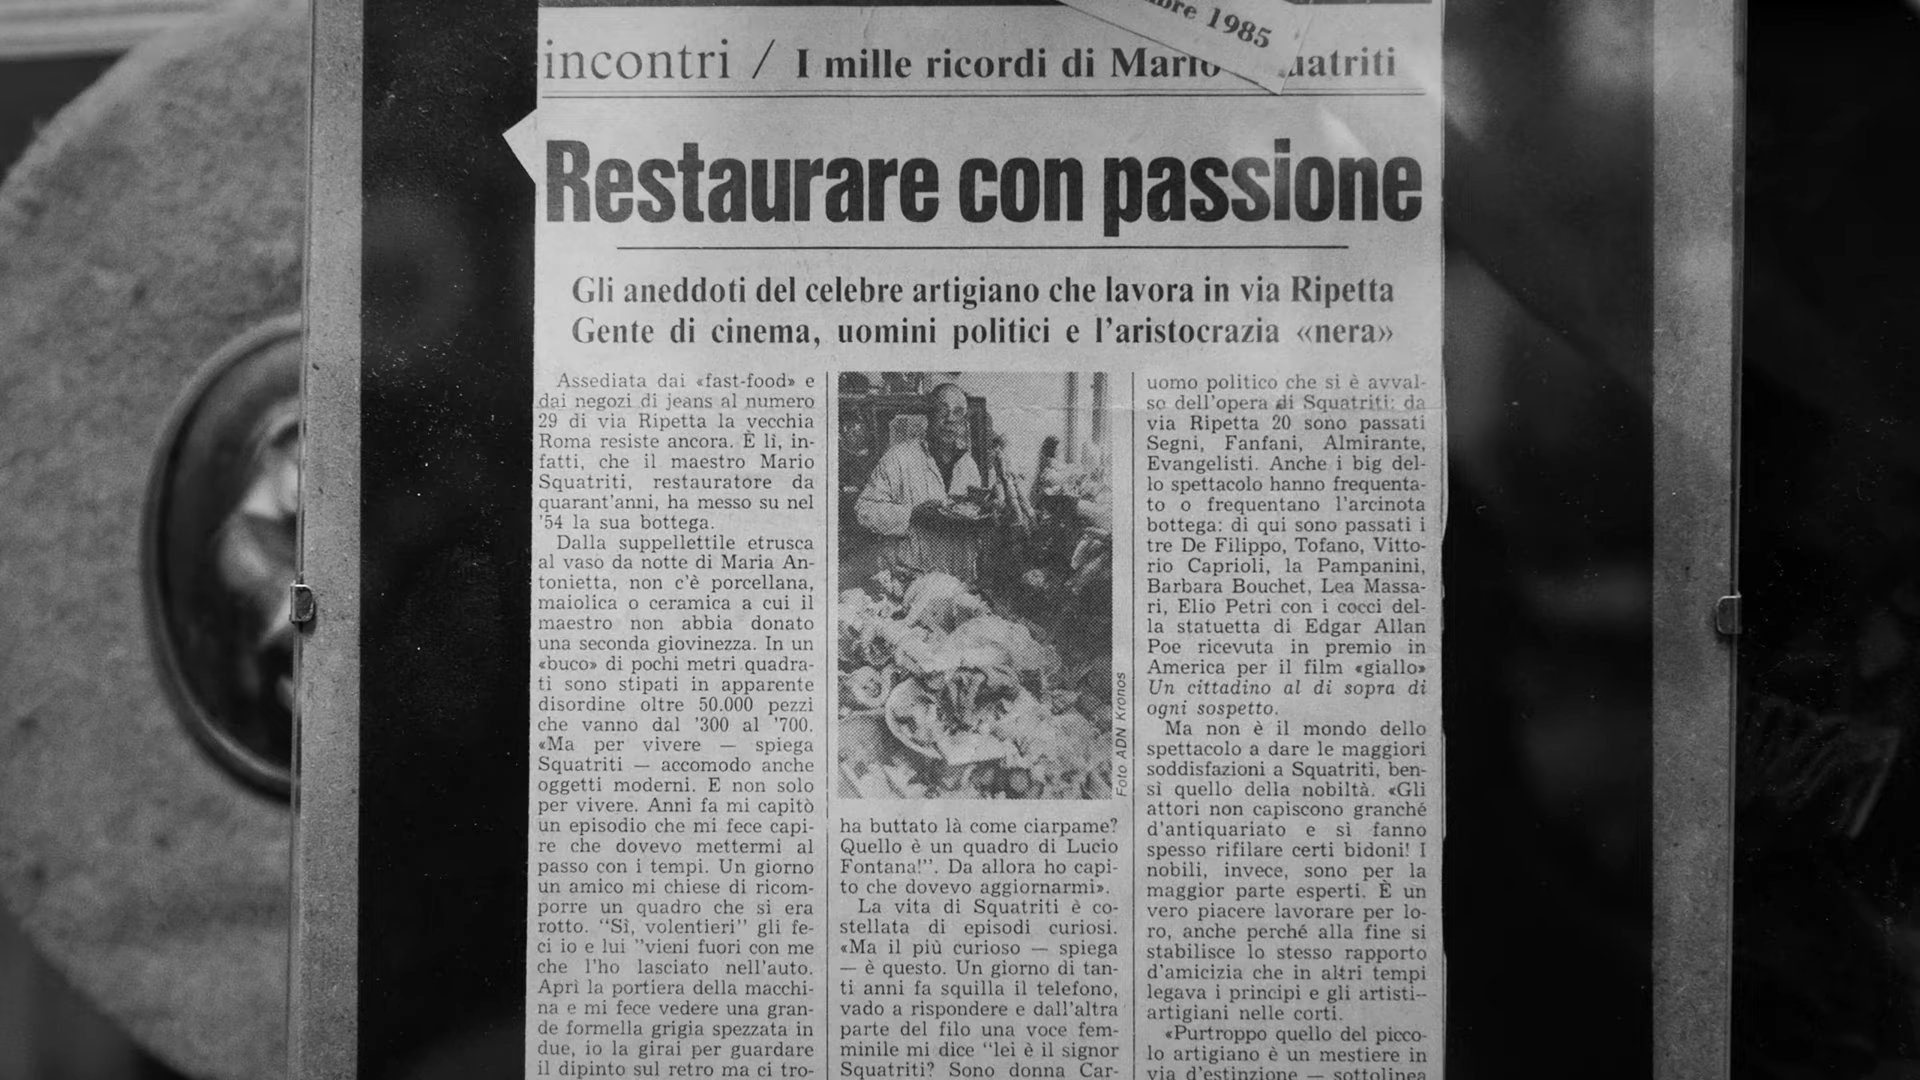 1985
incontri / I mille ricordi di Mario
Restaurare con passione
Gli aneddoti del celebre artigiano che lavora in via Ripetta
Gente di cinema, uomini politici e l'aristocrazia «nera»
Assediata dai «fast-food» e
dai negozi di jeans al numero
29 di via Ripetta la vecchia
Roma resiste ancora. È lì, in-
fatti, che il maestro Mario
Squatriti, restauratore da
quarant'anni, ha messo su nel
'54 la sua bottega.
Dalla suppellettile etrusca
al vaso da notte di Maria An-
tonietta, non c'è porcellana,
maiolica o ceramica a cui il
maestro non abbia donato
una seconda giovinezza. In un
«buco» di pochi metri quadra-
ti sono stipati in apparente
disordine oltre 50.000 pezzi
che vanno dal '300 al '700.
«Ma per vivere — spiega
Squatriti — accomodo anche
oggetti moderni. E non solo
per vivere. Anni fa mi capitò
un episodio che mi fece capi-
re che dovevo mettermi al
passo con i tempi. Un giorno
un amico mi chiese di ricom-
porre un quadro che si era
rotto. "Sì, volentieri" gli fe-
ci io e lui "vieni fuori con me
che l'ho lasciato nell'auto.
Aprì la portiera della macchi-
na e mi fece vedere una gran-
de formella grigia spezzata in
due, io la girai per guardare
il dipinto sul retro ma ci tro-
Foto ADN Kronos
ha buttato là come ciarpame?
Quello è un quadro di Lucio
Fontana!". Da allora ho capi-
to che dovevo aggiornarmi».
La vita di Squatriti è co-
stellata di episodi curiosi.
«Ma il più curioso — spiega
— è questo. Un giorno di tan-
ti anni fa squilla il telefono,
vado a rispondere e dall'altra
parte del filo una voce fem-
minile mi dice "lei è il signor
Squatriti? Sono donna Car-
uomo politico che si è avval-
so dell'opera di Squatriti: da
via Ripetta 20 sono passati
Segni, Fanfani, Almirante,
Evangelisti. Anche i big del-
lo spettacolo hanno frequenta-
to o frequentano l'arcinota
bottega: di qui sono passati i
tre De Filippo, Tofano, Vitto-
rio Caprioli, la Pampanini,
Barbara Bouchet, Lea Massa-
ri, Elio Petri con i cocci del-
la statuetta di Edgar Allan
Poe ricevuta in premio in
America per il film «giallo»
Un cittadino al di sopra di
ogni sospetto.
Ma non è il mondo dello
spettacolo a dare le maggiori
soddisfazioni a Squatriti, ben-
sì quello della nobiltà. «Gli
attori non capiscono granché
d'antiquariato e si fanno
spesso rifilare certi bidoni! I
nobili, invece, sono per la
maggior parte esperti. È un
vero piacere lavorare per lo-
ro, anche perché alla fine si
stabilisce lo stesso rapporto
d'amicizia che in altri tempi
legava i principi e gli artisti-
artigiani nelle corti.
«Purtroppo quello del picco-
lo artigiano è un mestiere in
via d'estinzione — sottolinea